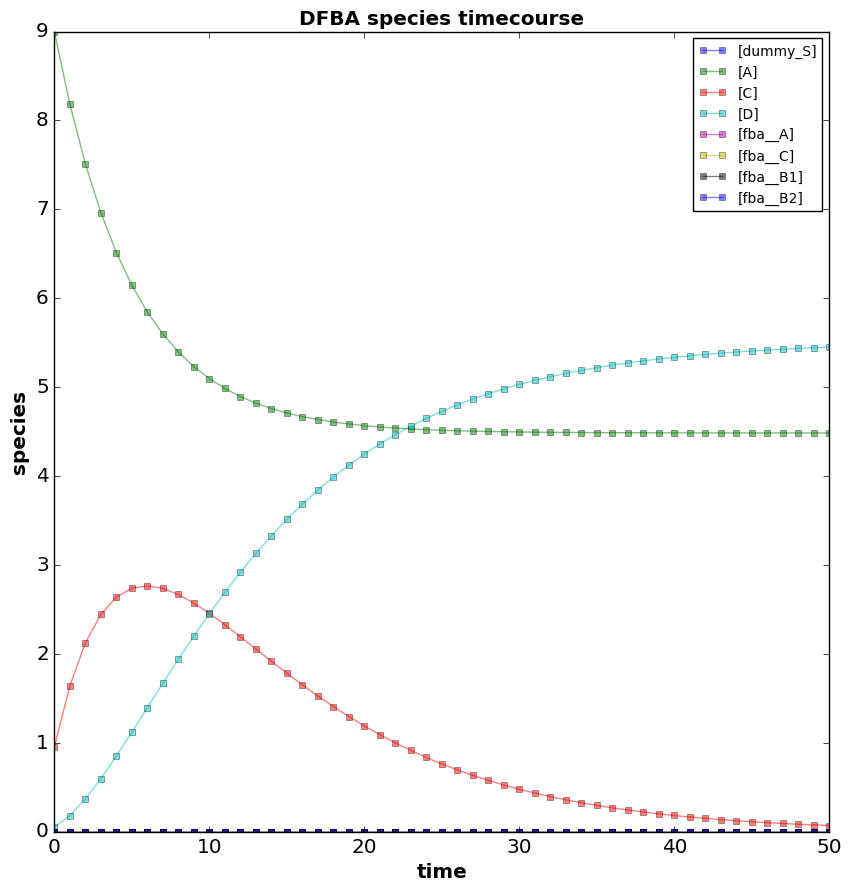 DFBA species timecourse
9
8
7
6
5
4
3
2
1
0
species
[dummy_S]
[A]
[C]
[D]
[fba__A]
[fba__C]
[fba__B1]
[fba__B2]
0 10 20 30 40 50
time